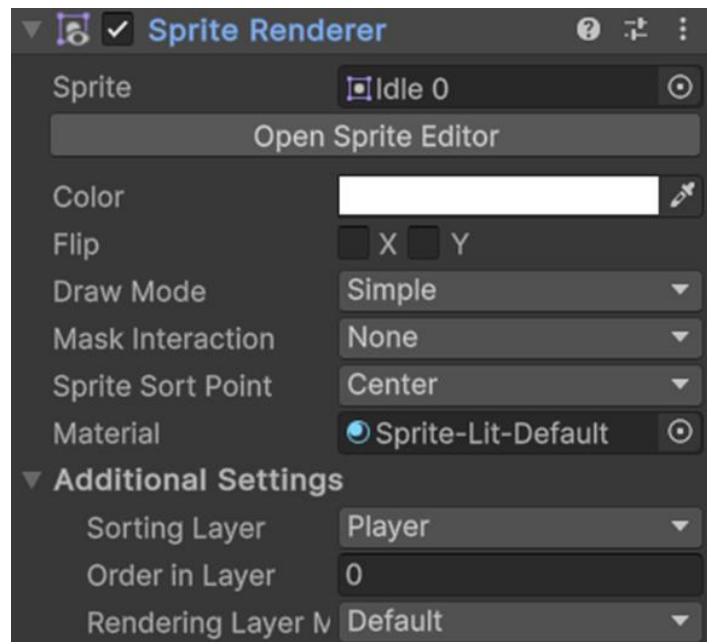 Sprite Renderer
Sprite Idle 0
Open Sprite Editor
Color
Flip X Y
Draw Mode Simple
Mask Interaction None
Sprite Sort Point Center
Material Sprite-Lit-Default
Additional Settings
Sorting Layer Player
Order in Layer 0
Rendering Layer M Default